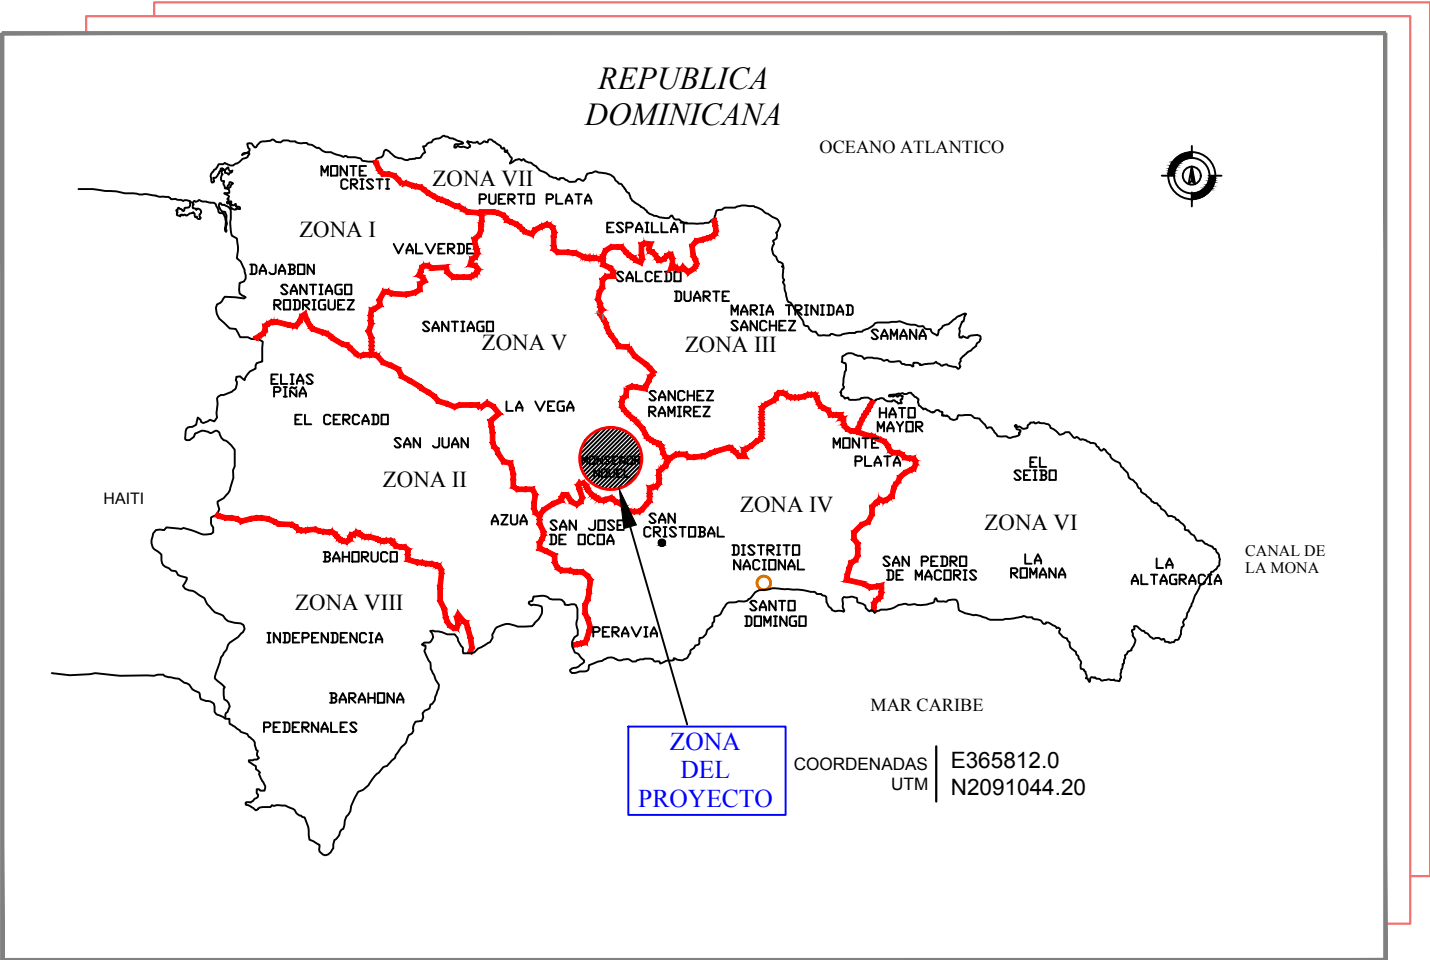 REPUBLICA
DOMINICANA
OCEANO ATLANTICO
MONTE
CRISTI
ZONA VII
PUERTO PLATA
ZONA I
ESPAILLAT
VALVERDE
DAJABON
SANTIAGO
RODRIGUEZ
SALCEDO
DUARTE
MARIA TRINIDAD
SANCHEZ
SANTIAGO
ZONA V
ZONA III
SAMANA
ELIAS
PIÑA
EL CERCADO
LA VEGA
SANCHEZ
RAMIREZ
HATO
MAYOR
SAN JUAN
MONTE
PLATA
MONSEÑOR
NOUEL
EL
SEIBO
ZONA II
HAITI
ZONA IV
AZUA
SAN JOSE
DE OCOA
SAN
CRISTOBAL
ZONA VI
BAHORUCO
DISTRITO
NACIONAL
SAN PEDRO
DE MACORIS
LA
ROMANA
LA
ALTAGRACIA
CANAL DE
LA MONA
ZONA VIII
SANTO
DOMINGO
INDEPENDENCIA
PERAVIA
BARAHONA
PEDERNALES
MAR CARIBE
ZONA
DEL
PROYECTO
COORDENADAS
UTM
E365812.0
N2091044.20